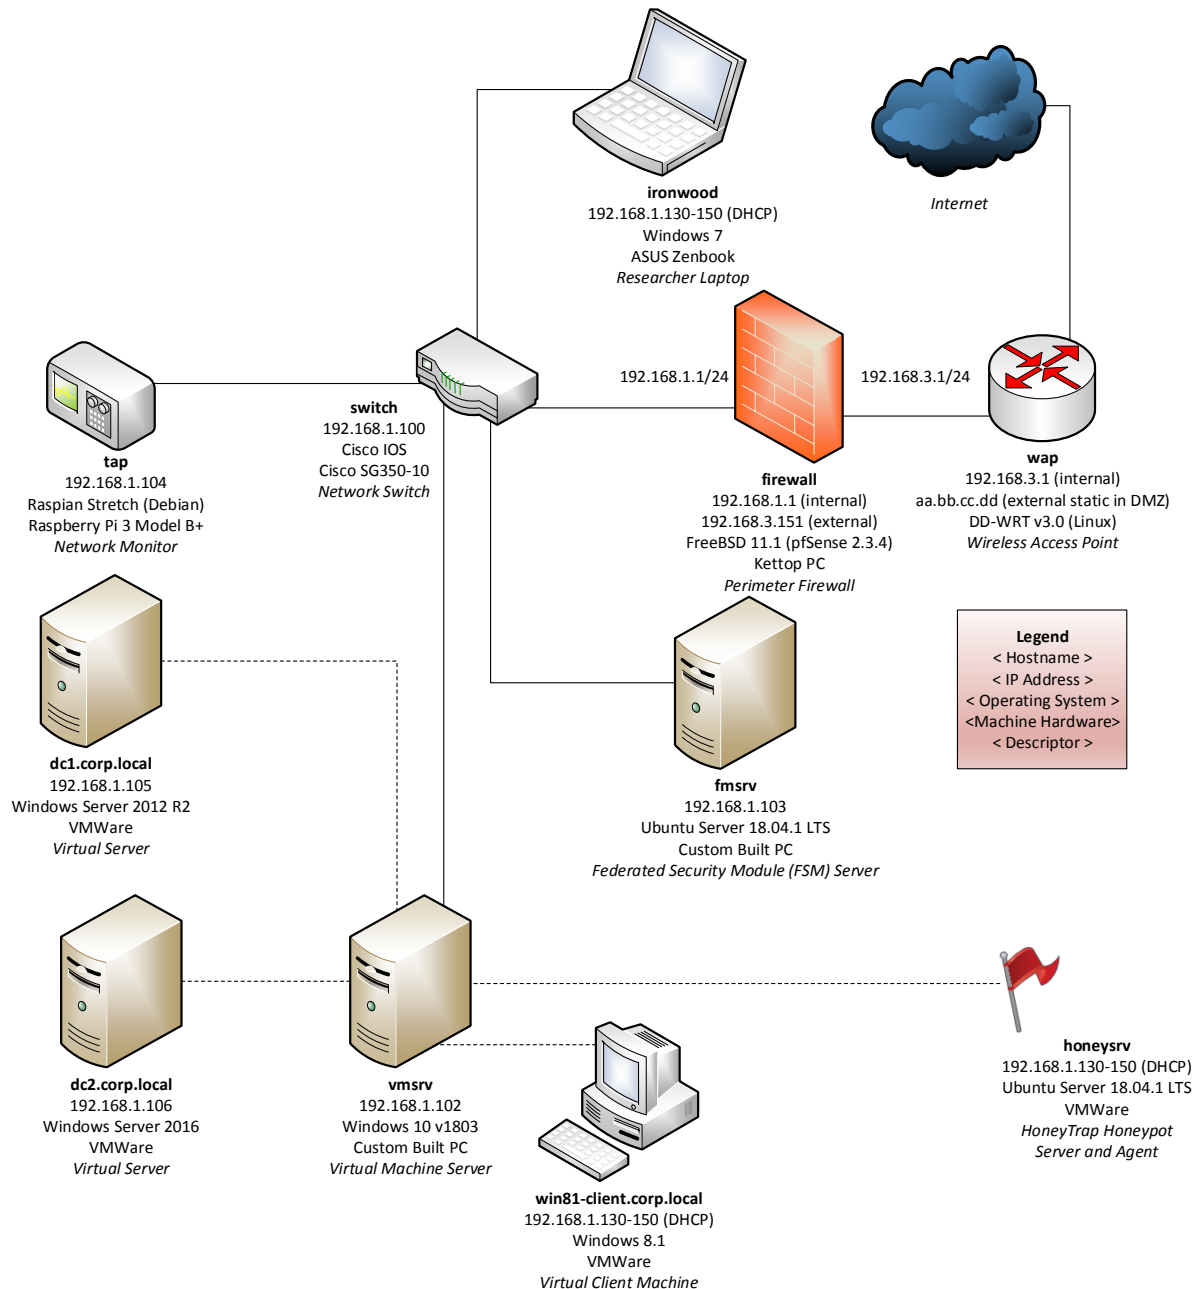 ironwood
192.168.1.130-150 (DHCP)
Windows 7
ASUS Zenbook
Researcher Laptop
Internet
192.168.1.1/24
192.168.3.1/24
tap
192.168.1.104
Raspian Stretch (Debian)
Raspberry Pi 3 Model B+
Network Monitor
switch
192.168.1.100
Cisco IOS
Cisco SG350-10
Network Switch
firewall
192.168.1.1 (internal)
192.168.3.151 (external)
FreeBSD 11.1 (pfSense 2.3.4)
Kettop PC
Perimeter Firewall
wap
192.168.3.1 (internal)
aa.bb.cc.dd (external static in DMZ)
DD-WRT v3.0 (Linux)
Wireless Access Point
Legend
< Hostname >
< IP Address >
< Operating System >
<Machine Hardware>
< Descriptor >
dc1.corp.local
192.168.1.105
Windows Server 2012 R2
VMWare
Virtual Server
fmsrv
192.168.1.103
Ubuntu Server 18.04.1 LTS
Custom Built PC
Federated Security Module (FSM) Server
dc2.corp.local
192.168.1.106
Windows Server 2016
VMWare
Virtual Server
vmsrv
192.168.1.102
Windows 10 v1803
Custom Built PC
Virtual Machine Server
honeysrv
192.168.1.130-150 (DHCP)
Ubuntu Server 18.04.1 LTS
VMWare
HoneyTrap Honeypot
Server and Agent
win81-client.corp.local
192.168.1.130-150 (DHCP)
Windows 8.1
VMWare
Virtual Client Machine